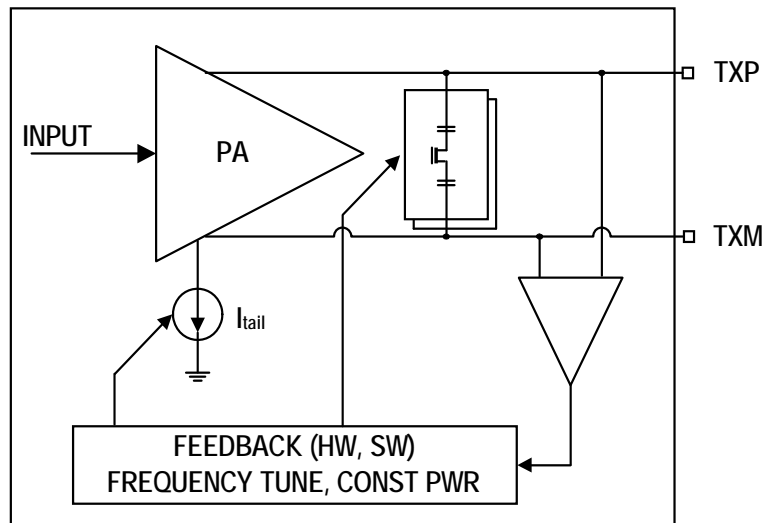 TXP
INPUT
PA
TXM
Itail
FEEDBACK (HW, SW)
FREQUENCY TUNE, CONST PWR